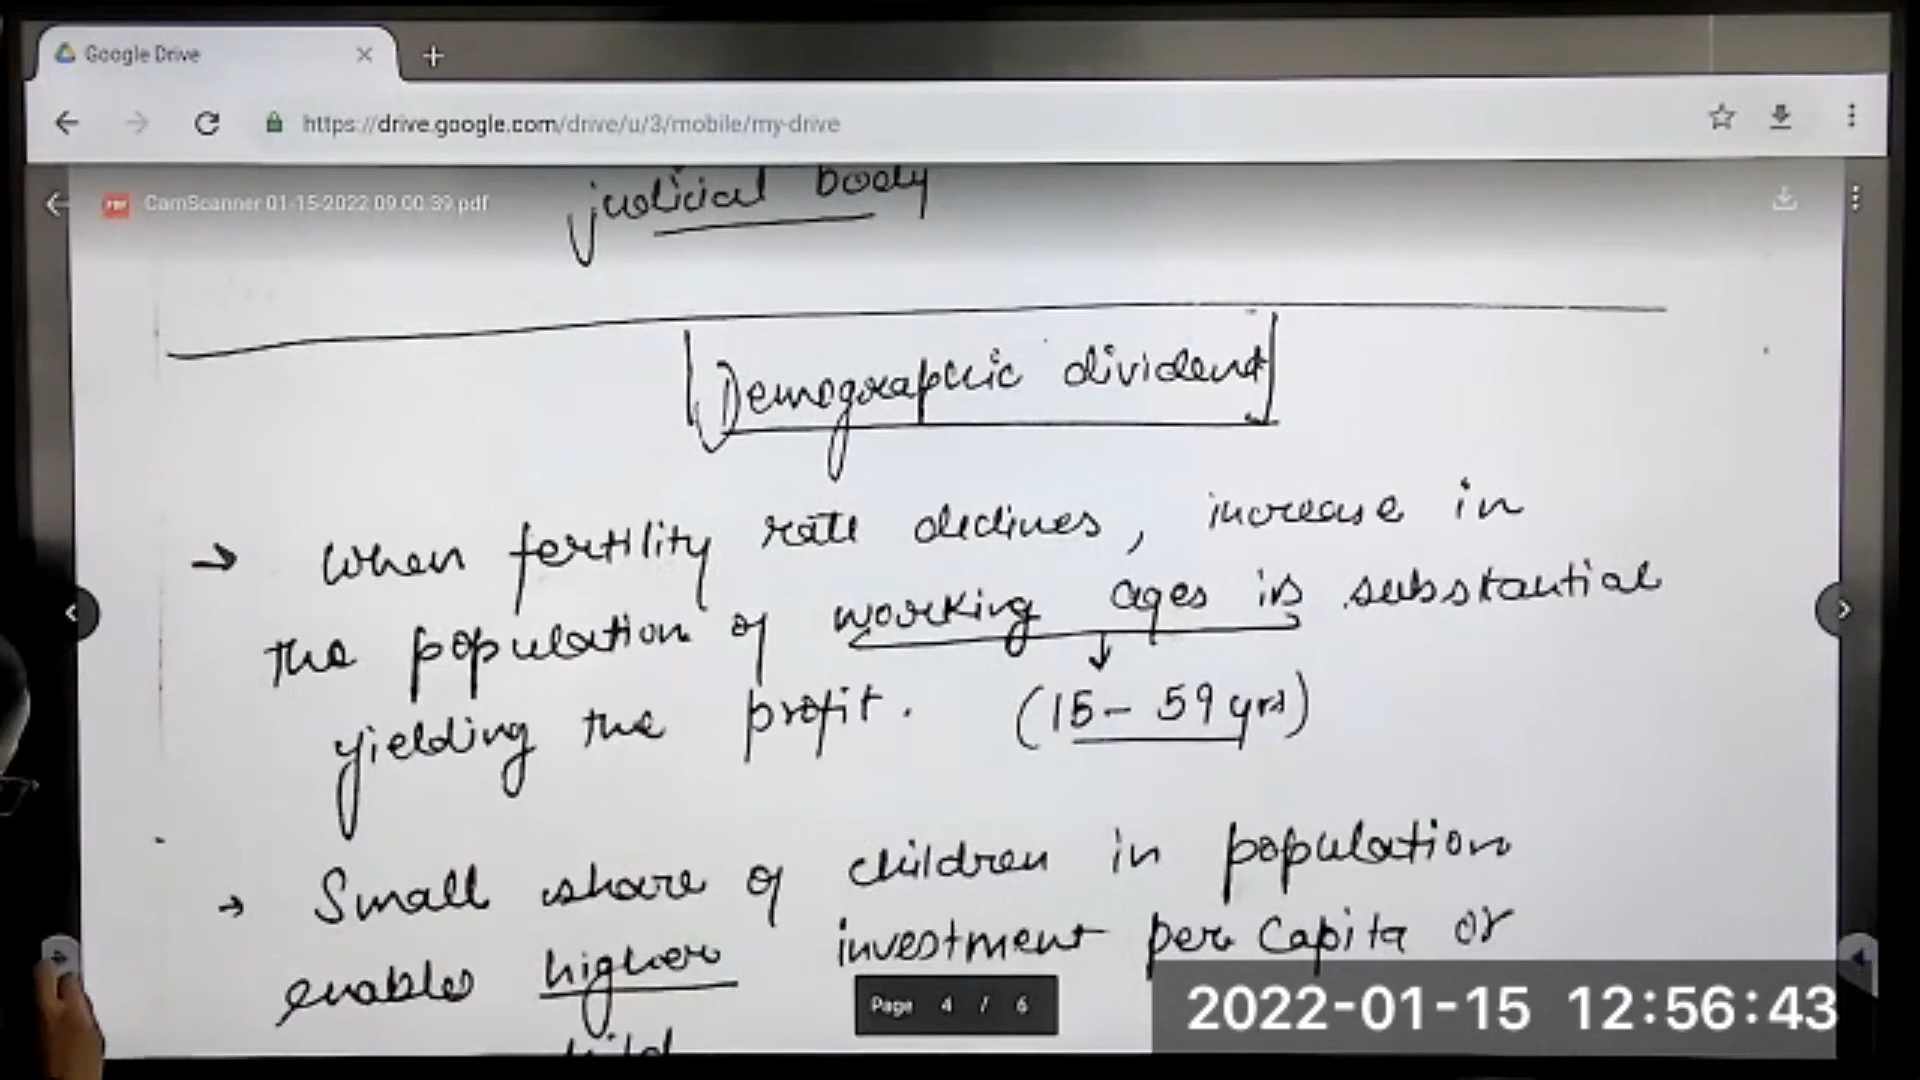 Google Drive
https://drive.google.com/drive/u/3/mobile/my-drive
CamScanner 01-15-2022 09.00.39.pdf
judicial body
Demographic dividend
→ When fertility rate declines, increase in
the population of working ages is substantial
yielding the profit. (15 - 59 yrs)
→ Small share of children in population
enables higher investment per capita or
Page 4 / 6
2022-01-15 12:56:43